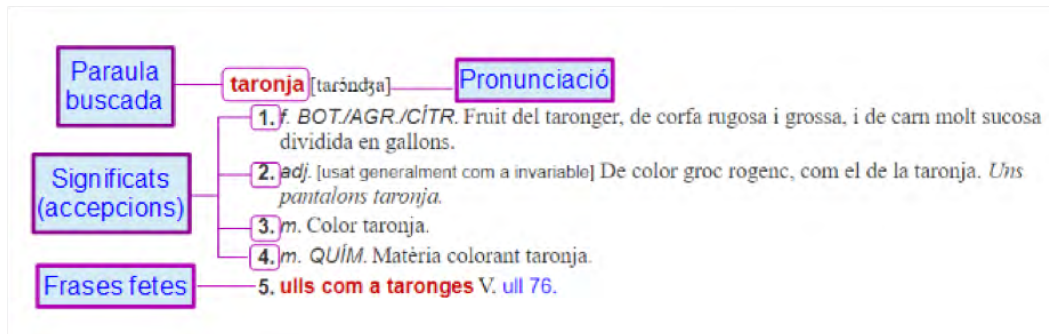 Paraula
buscada
taronja [taɾɔ́ndʒa]
Pronunciació
1. f. BOT./AGR./CÍTR. Fruit del taronger, de corfa rugosa i grossa, i de carn molt sucosa
dividida en gallons.
Significats
(accepcions)
2. adj. [usat generalment com a invariable] De color groc rogenc, com el de la taronja. Uns
pantalons taronja.
3. m. Color taronja.
4. m. QUÍM. Matèria colorant taronja.
Frases fetes
5. ulls com a taronges V. ull 76.